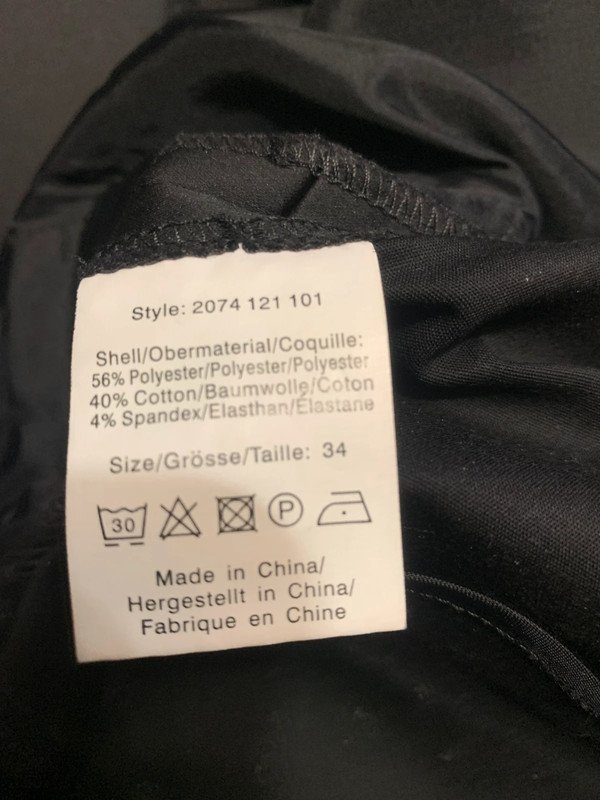 Style: 2074 121 101
Shell/Obermaterial/Coquille:
56% Polyester/Polyester/Polyester
40% Cotton/Baumwolle/Coton
4% Spandex/Elasthan/Élastane
Size/Grösse/Taille: 34
30 P
Made in China/
Hergestellt in China/
Fabrique en Chine